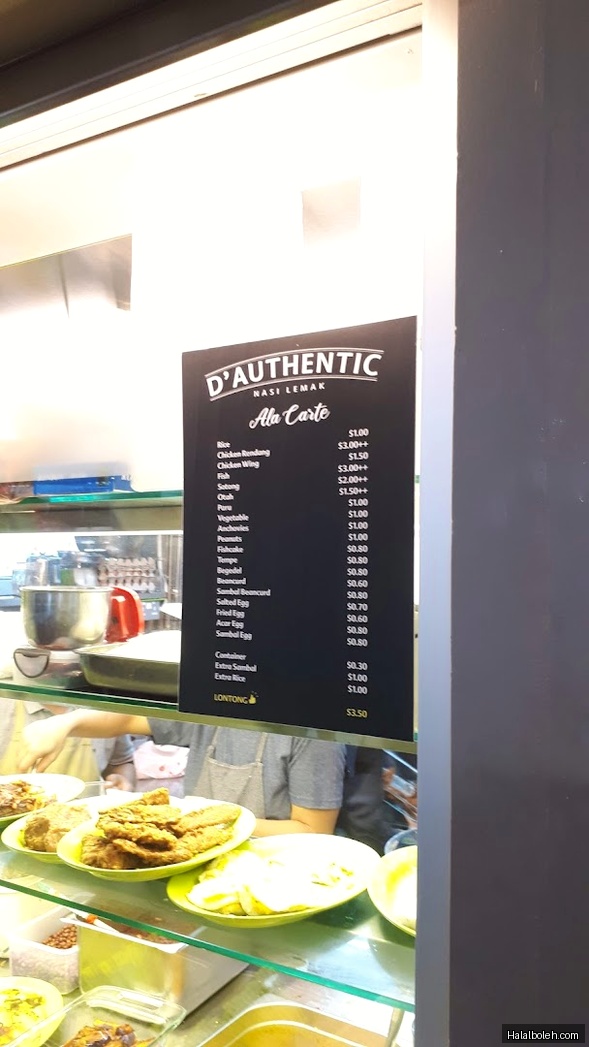 D'AUTHENTIC
NASI LEMAK
Ala Carte
Rice $1.00
Chicken Rendang $3.00++
Chicken Wing $1.50
Fish $3.00++
Sotong $2.00++
Otah $1.50++
Paru $1.00
Vegetable $1.00
Anchovies $1.00
Peanuts $1.00
Fishcake $0.80
Tempe $0.80
Begedel $0.80
Beancurd $0.60
Sambal Beancurd $0.80
Salted Egg $0.70
Fried Egg $0.60
Acar Egg $0.80
Sambal Egg $0.80
Container $0.30
Extra Sambal $1.00
Extra Rice $1.00
LONTONG $3.50
Halalboleh.com